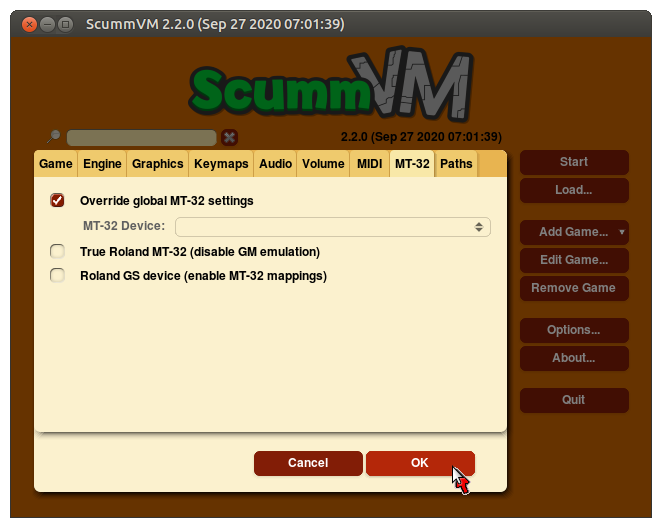 ScummVM 2.2.0 (Sep 27 2020 07:01:39)
ScummVM
2.2.0 (Sep 27 2020 07:01:39)
Game Engine Graphics Keymaps Audio Volume MIDI MT-32 Paths
Override global MT-32 settings
MT-32 Device:
True Roland MT-32 (disable GM emulation)
Roland GS device (enable MT-32 mappings)
Cancel OK
Start
Load...
Add Game...
Edit Game...
Remove Game
Options...
About...
Quit